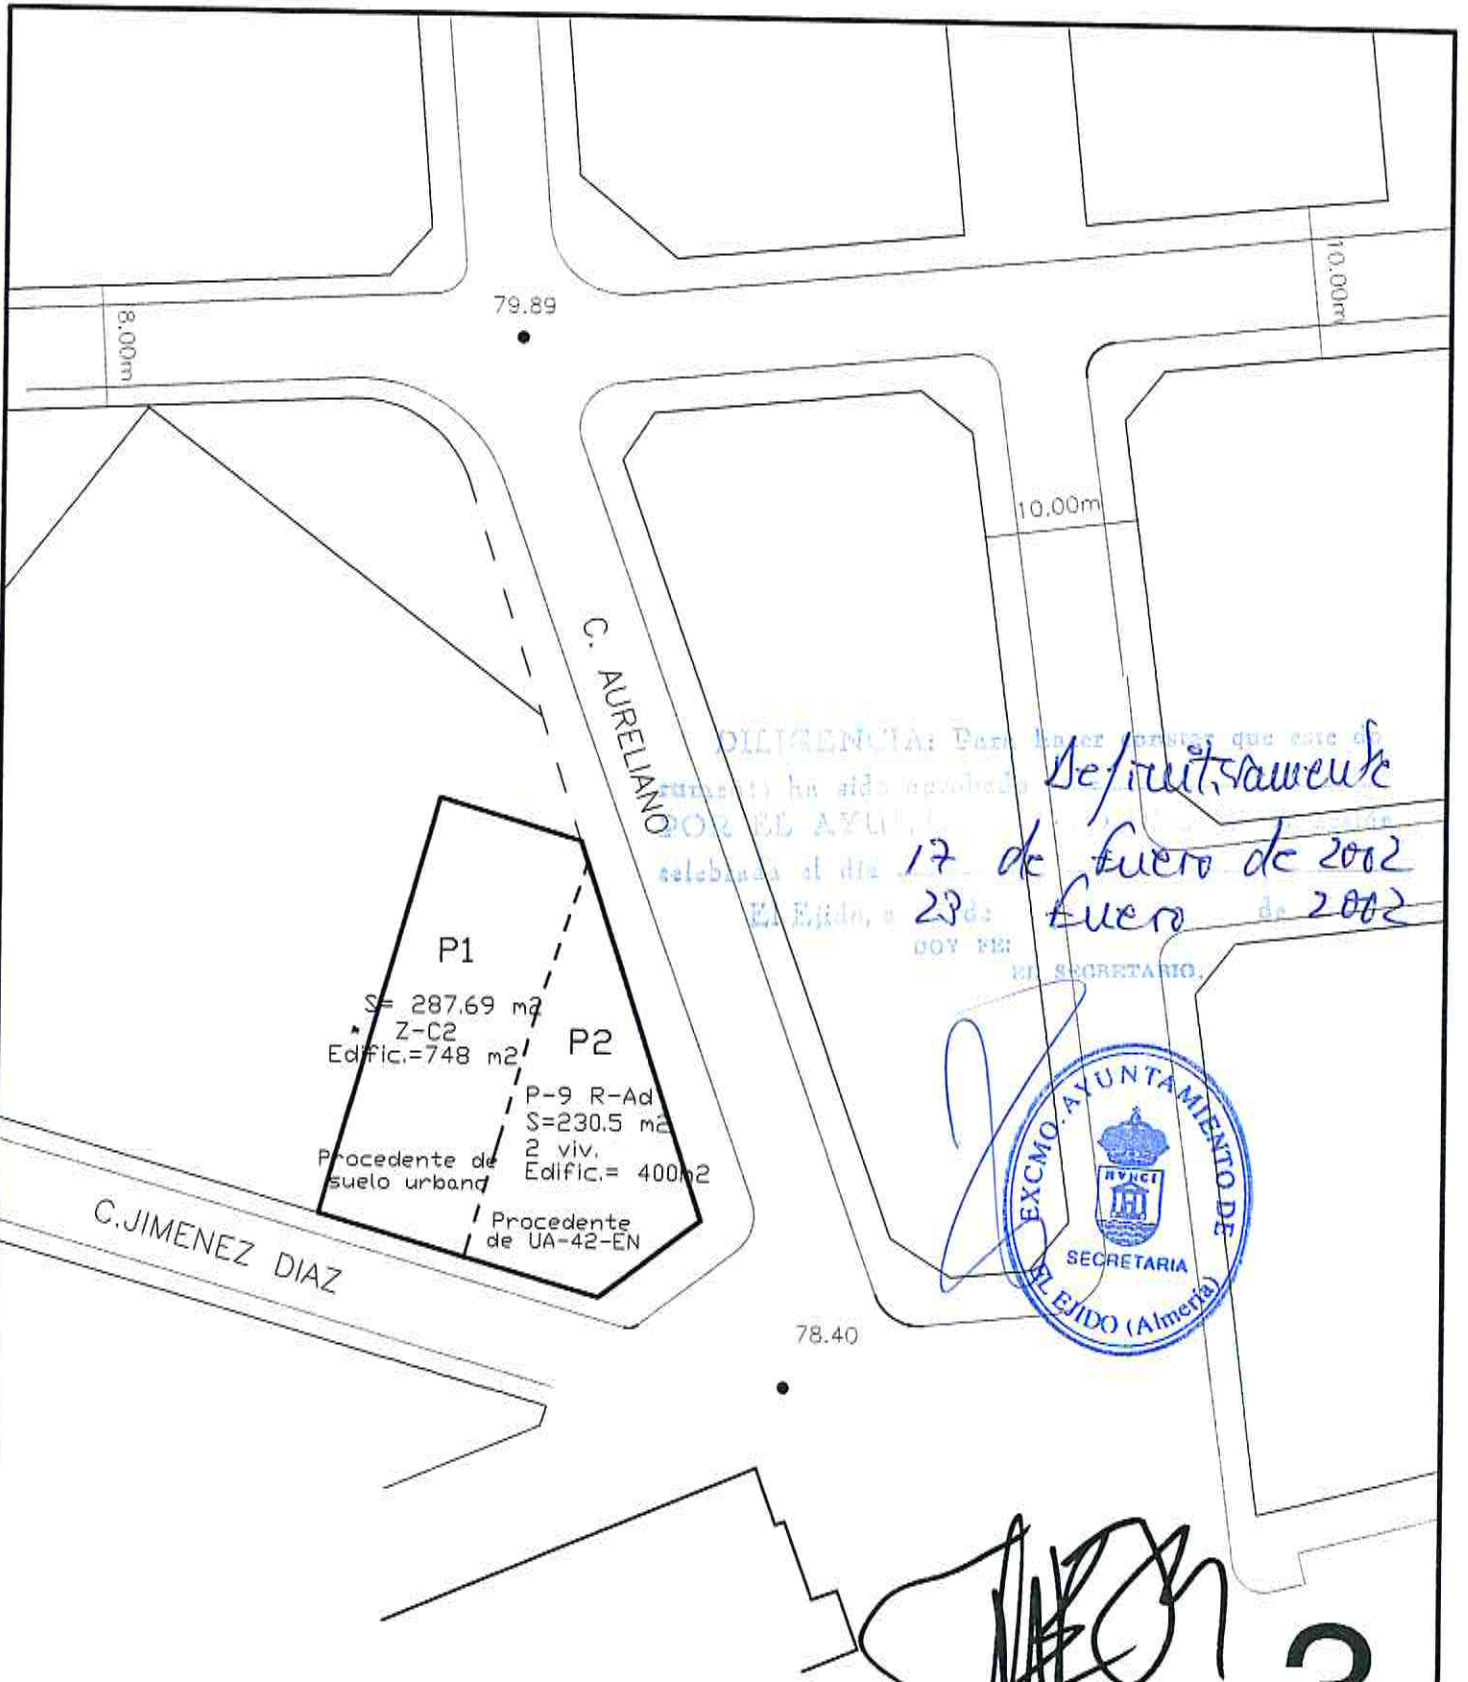 79.89
8.00m
10.00m
10.00m
C. AURELIANO
DILIGENCIA: Para hacer constar que este do
cumento ha sido aprobado Definitivamente
POR EL AYU
celebrada el día 17 de Enero de 2002
El Ejido, a 23 de Enero de 2002
DOY FE:
EL SECRETARIO,
P1
S= 287.69 m2
Z-C2
Edific.=748 m2
P2
P-9 R-Ad
S=230.5 m2
2 viv.
Edific.= 400m2
Procedente de
suelo urbano
Procedente
de UA-42-EN
C.JIMENEZ DIAZ
EXCMO. AYUNTAMIENTO DE
SECRETARIA
EL EJIDO (Almería)
78.40